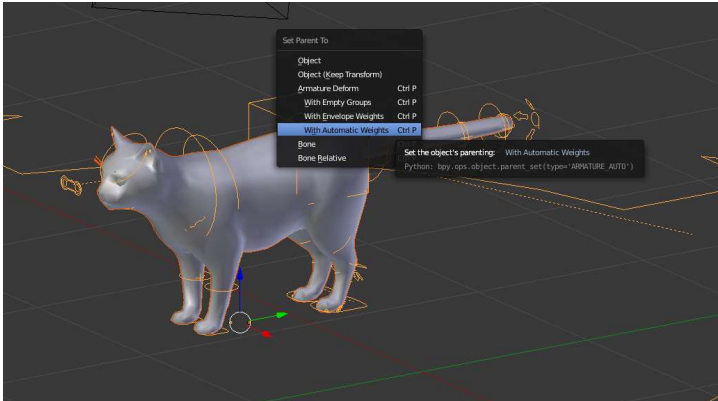 Set Parent To
Object
Object (Keep Transform)
Armature Deform Ctrl P
With Empty Groups Ctrl P
With Envelope Weights Ctrl P
With Automatic Weights Ctrl P
Bone
Bone Relative
Set the object's parenting: With Automatic Weights
Python: bpy.ops.object.parent_set(type='ARMATURE_AUTO')